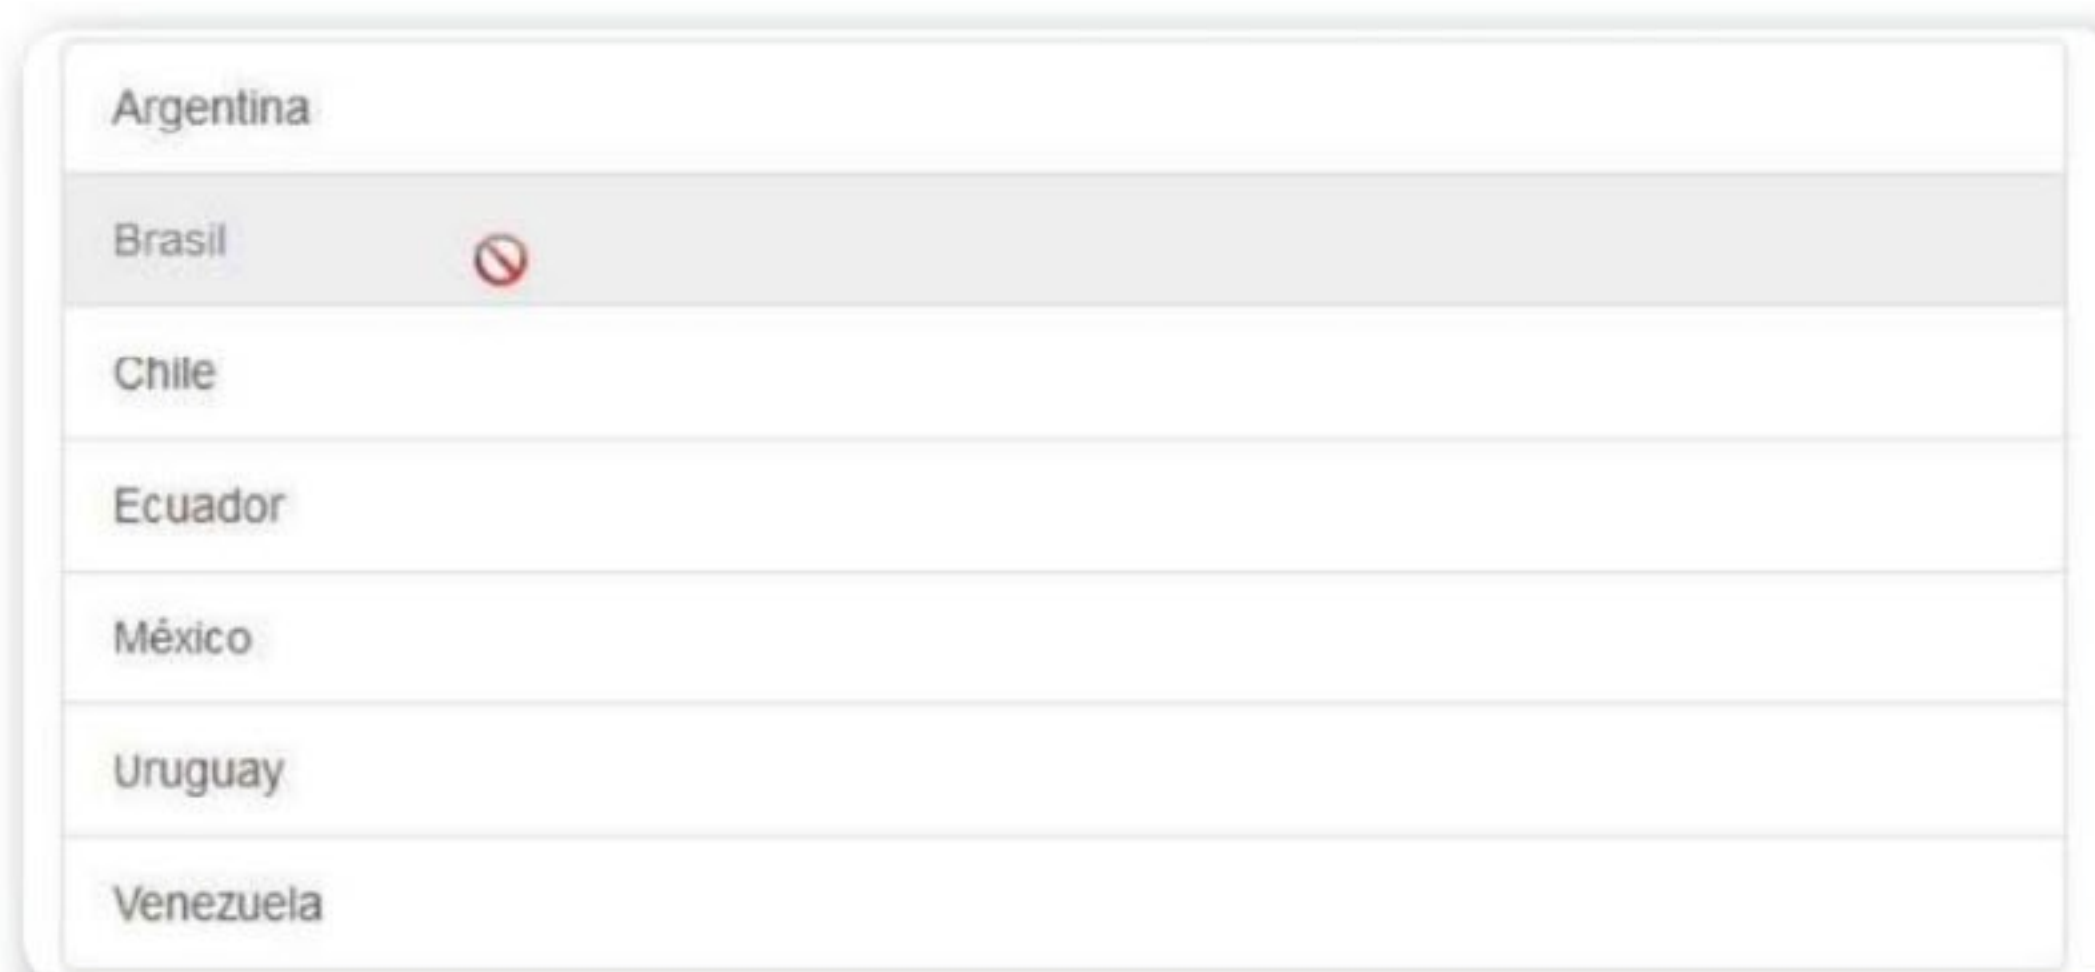 Argentina
Brasil
Chile
Ecuador
México
Uruguay
Venezuela